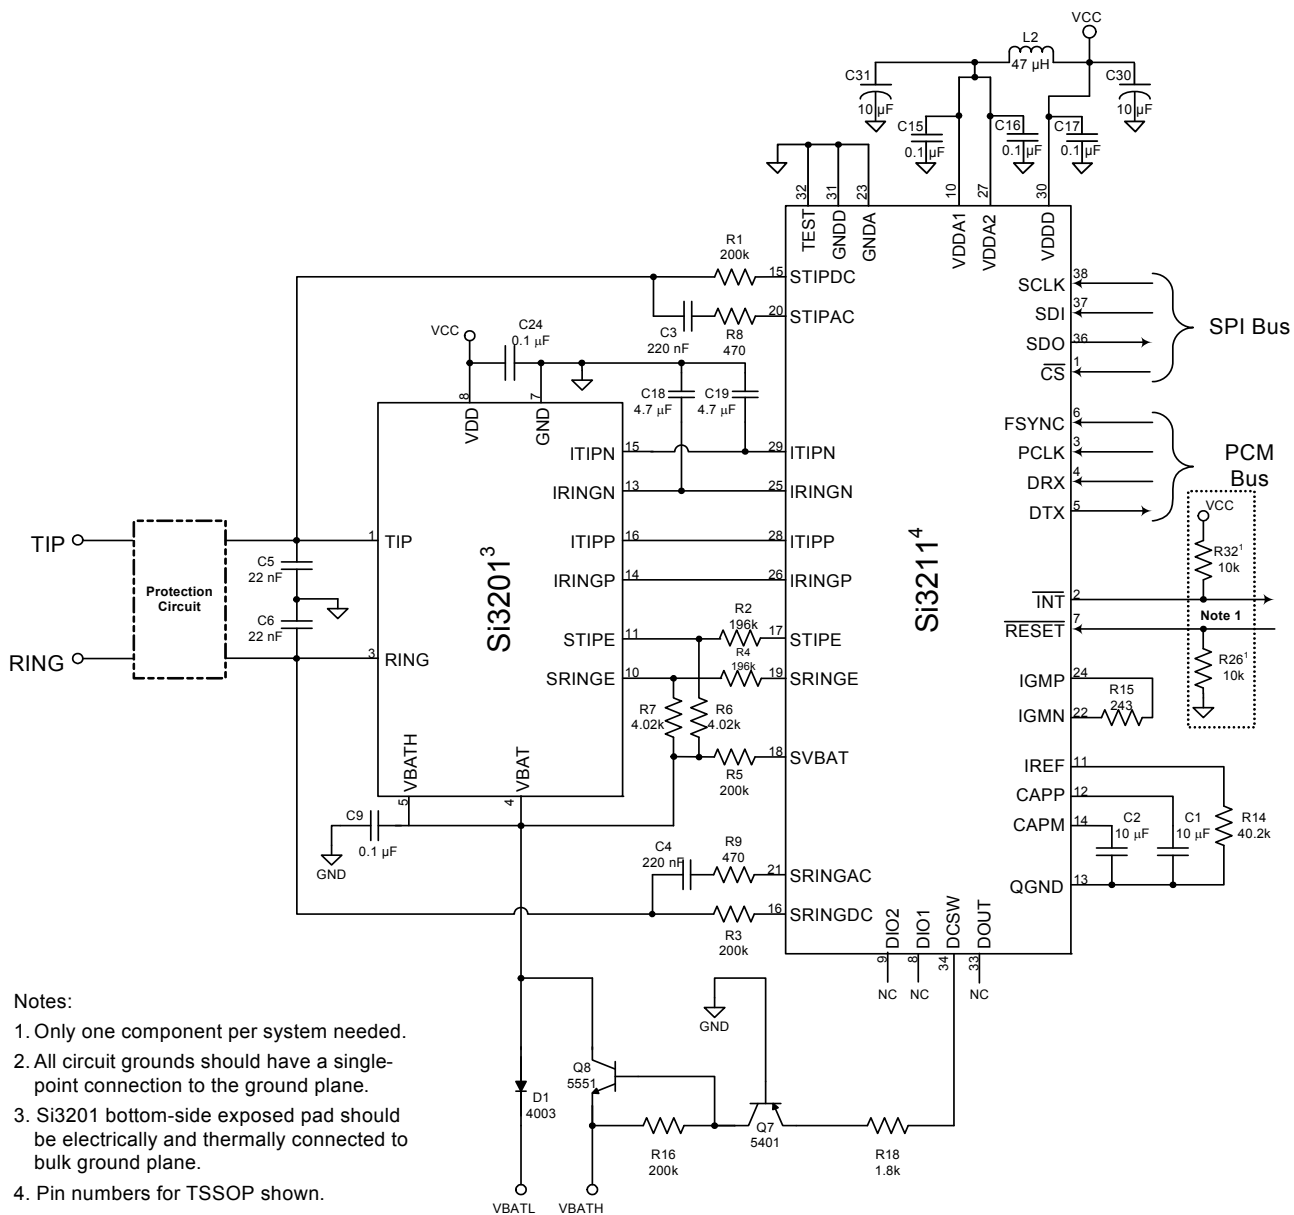 VCC
L2
47 µH
C31
10 µF
C30
10 µF
C15
0.1 µF
C16
0.1 µF
C17
0.1 µF
32
31
23
10
27
30
TEST
GNDD
GNDA
VDDA1
VDDA2
VDDD
R1
200k
15
STIPDC
C3
220 nF
R8
470
20
STIPAC
38
SCLK
37
SDI
36
SDO
1
CS
SPI Bus
VCC
C24
0.1 µF
8
7
VDD
GND
C18
4.7 µF
C19
4.7 µF
6
FSYNC
3
PCLK
4
DRX
5
DTX
PCM
Bus
ITIPN
15
29
ITIPN
IRINGN
13
25
IRINGN
ITIPP
16
28
ITIPP
IRINGP
14
26
IRINGP
VCC
R32¹
10k
TIP
Protection
Circuit
C5
22 nF
C6
22 nF
1
TIP
Si3201³
Si3211⁴
INT
2
Note 1
RESET
7
R26¹
10k
RING
3
RING
STIPE
11
R2
196k
17
STIPE
SRINGE
10
R4
196k
19
SRINGE
R7
4.02k
R6
4.02k
IGMP
24
R15
243
IGMN
22
VBATH
VBAT
5
4
R5
200k
18
SVBAT
IREF
11
CAPP
12
CAPM
14
C2
10 µF
C1
10 µF
R14
40.2k
QGND
13
C9
0.1 µF
GND
C4
220 nF
R9
470
21
SRINGAC
R3
200k
16
SRINGDC
DIO2
DIO1
DCSW
DOUT
9
8
34
33
NC
NC
NC
GND
Q8
5551
D1
4003
R16
200k
Q7
5401
R18
1.8k
VBATL
VBATH
Notes:
1. Only one component per system needed.
2. All circuit grounds should have a single-
point connection to the ground plane.
3. Si3201 bottom-side exposed pad should
be electrically and thermally connected to
bulk ground plane.
4. Pin numbers for TSSOP shown.